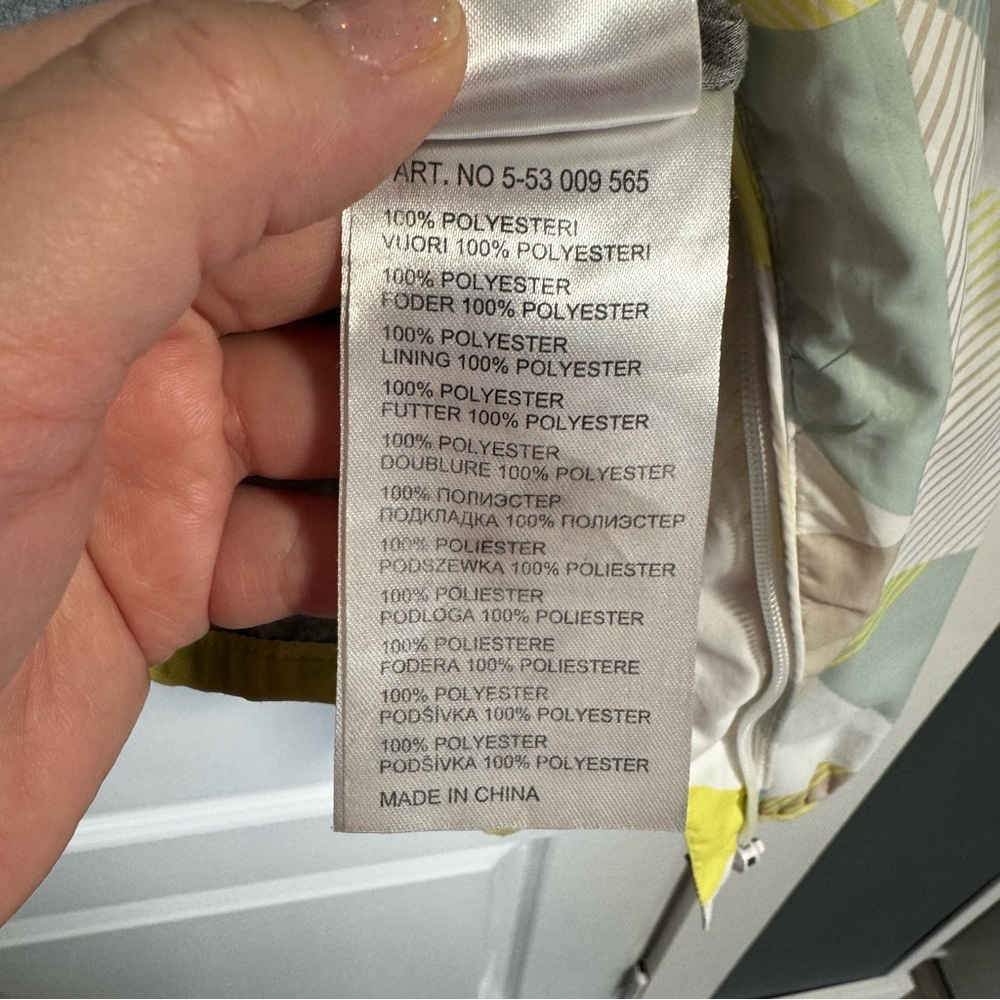 ART. NO 5-53 009 565
100% POLYESTERI
VUORI 100% POLYESTERI
100% POLYESTER
FODER 100% POLYESTER
100% POLYESTER
LINING 100% POLYESTER
100% POLYESTER
FUTTER 100% POLYESTER
100% POLYESTER
DOUBLURE 100% POLYESTER
100% ПОЛИЭСТЕР
ПОДКЛАДКА 100% ПОЛИЭСТЕР
100% POLIESTER
PODSZEWKA 100% POLIESTER
100% POLIESTER
PODLOGA 100% POLIESTER
100% POLIESTERE
FODERA 100% POLIESTERE
100% POLYESTER
PODŠÍVKA 100% POLYESTER
100% POLYESTER
PODŠÍVKA 100% POLYESTER
MADE IN CHINA